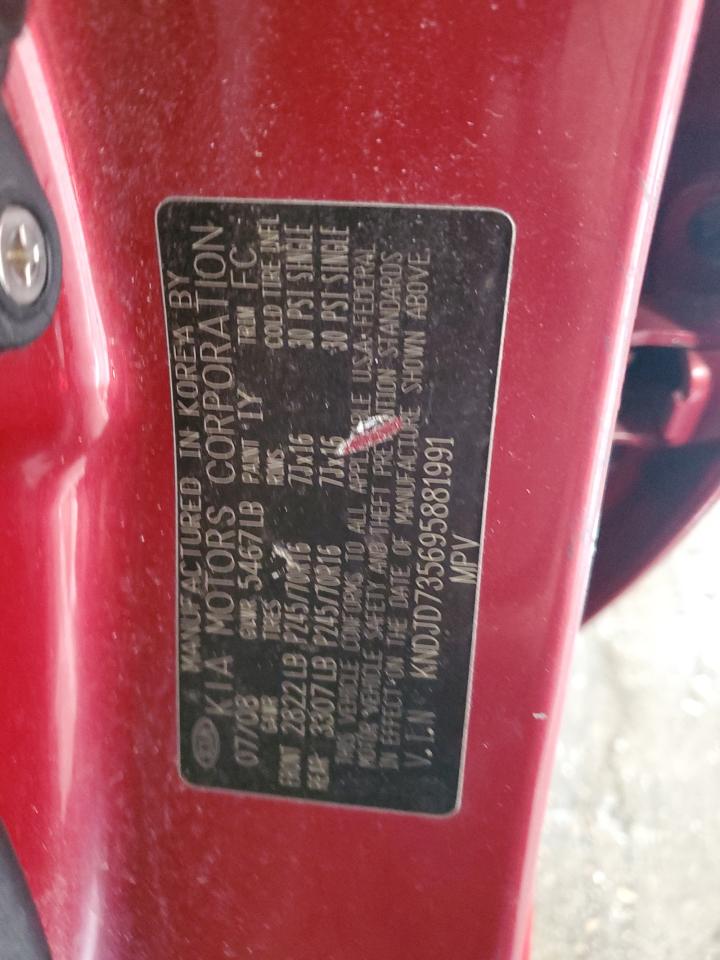 MANUFACTURED IN KOREA BY
KIA KIA MOTORS CORPORATION
07/08 GVWR 5467LB PAINT 1Y TRIM FC
GAWR TIRES RIMS COLD TIRE INFL
FRONT 2822LB P245/70R16 7Jx16 30 PSI SINGLE
REAR 3307LB P245/70R16 7Jx16 30 PSI SINGLE
THIS VEHICLE CONFORMS TO ALL USA.FEDERAL
MOTOR VEHICLE SAFETY AND THEFT STANDARDS
IN EFFECT ON THE DATE OF MANUFACTURE SHOWN ABOVE.
V.I.N KNDJD735695881991
MPV